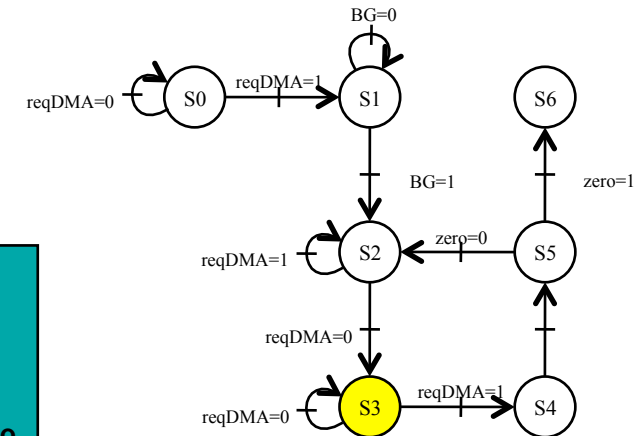 BG=0
reqDMA=1
S0
S1
S6
reqDMA=0
BG=1
zero=1
zero=0
S2
S5
reqDMA=1
reqDMA=0
reqDMA=1
S3
S4
reqDMA=0